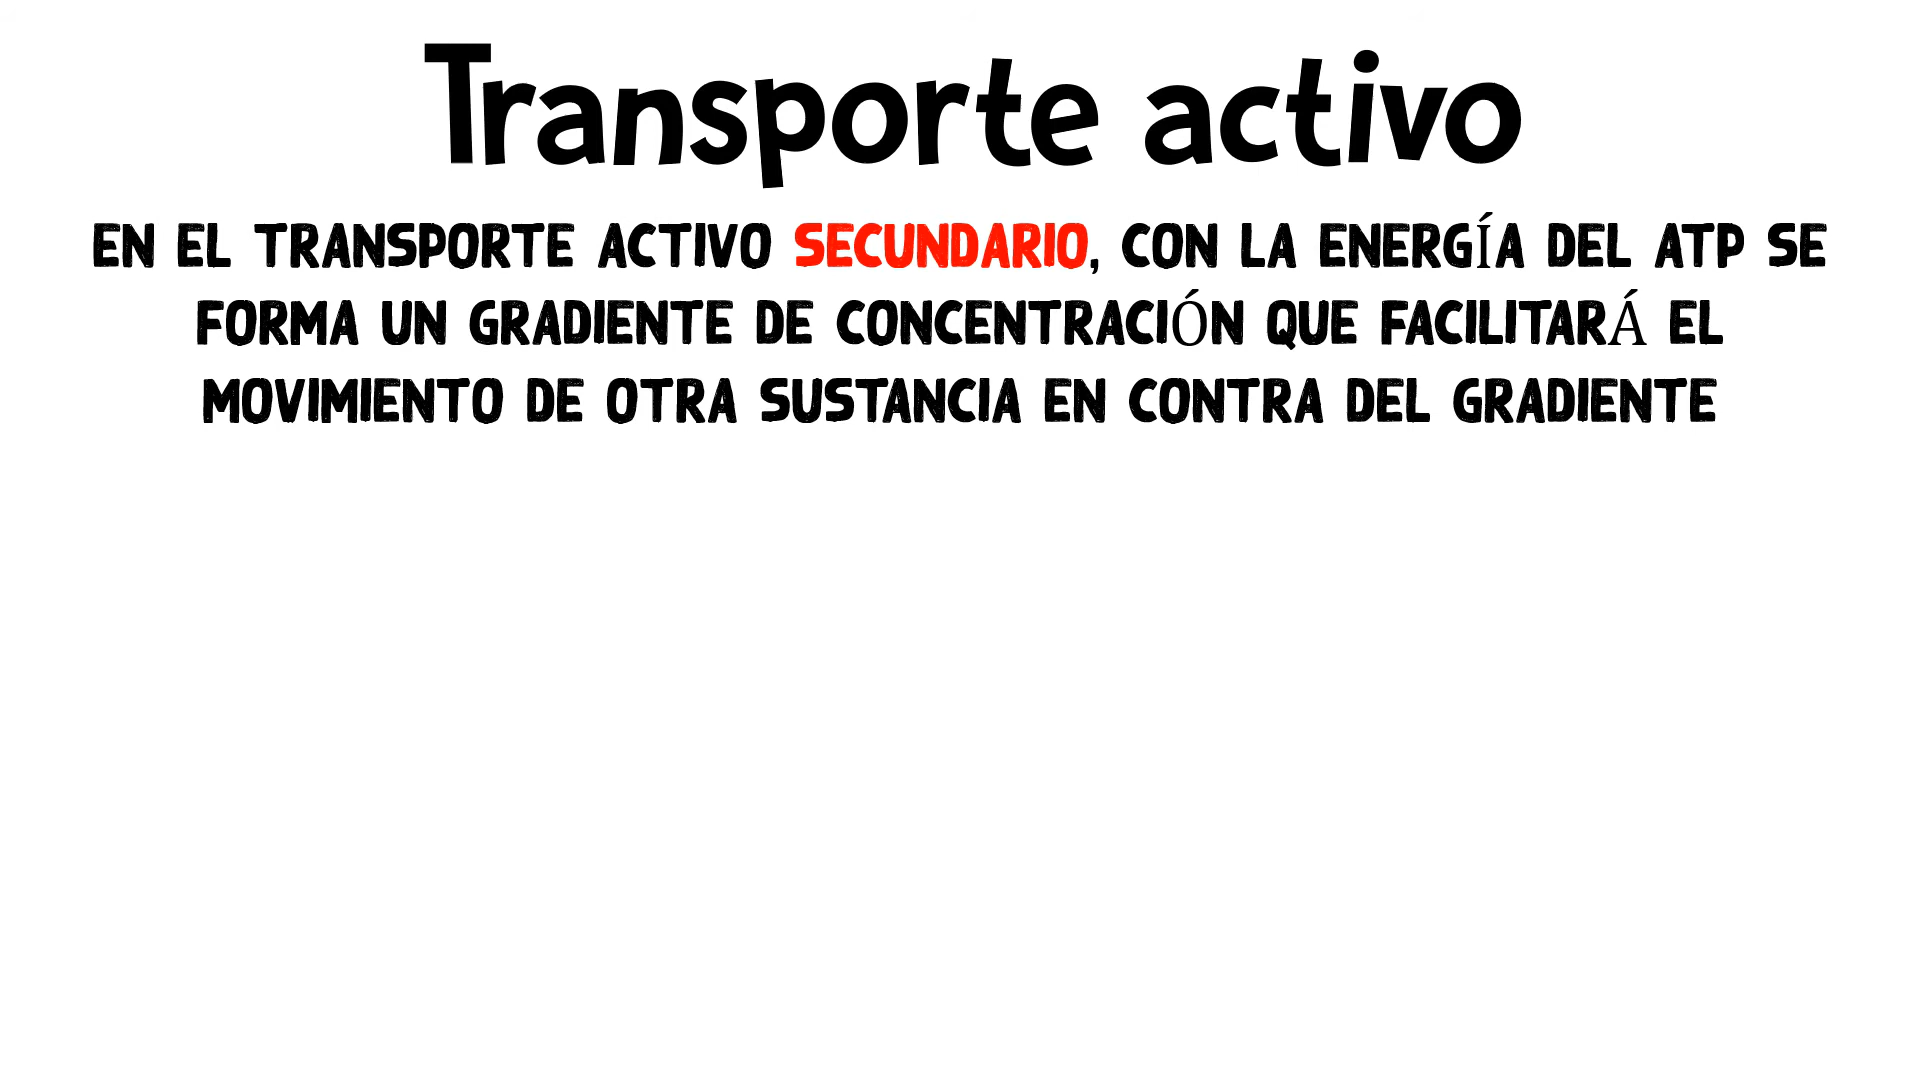 Transporte activo
EN EL TRANSPORTE ACTIVO SECUNDARIO, CON LA ENERGÍA DEL ATP SE
FORMA UN GRADIENTE DE CONCENTRACIÓN QUE FACILITARÁ EL
MOVIMIENTO DE OTRA SUSTANCIA EN CONTRA DEL GRADIENTE